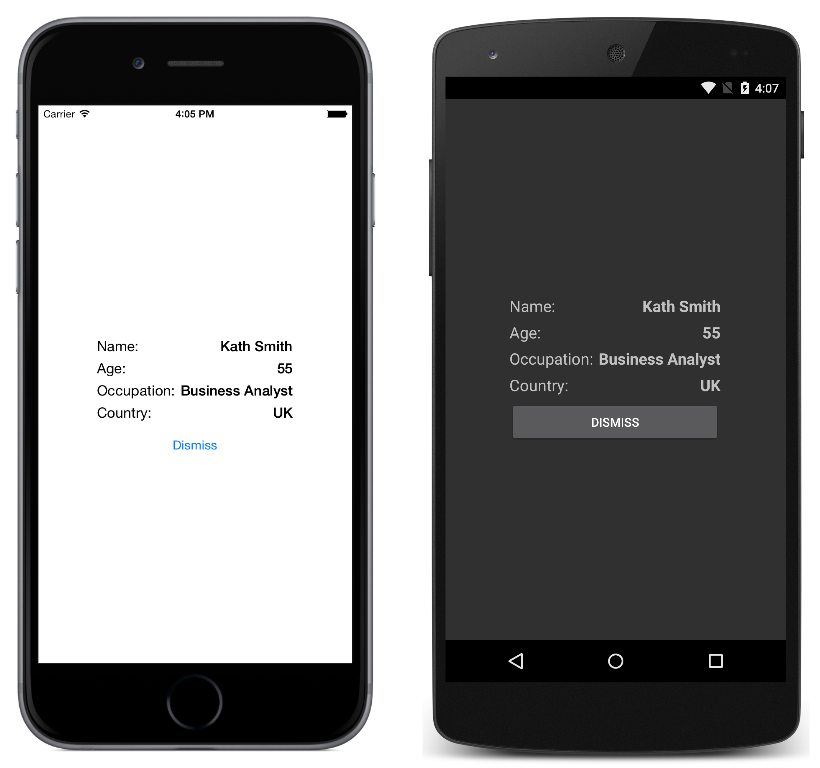 Carrier 4:05 PM
Name: Kath Smith
Age: 55
Occupation: Business Analyst
Country: UK
Dismiss
4:07
Name: Kath Smith
Age: 55
Occupation: Business Analyst
Country: UK
DISMISS